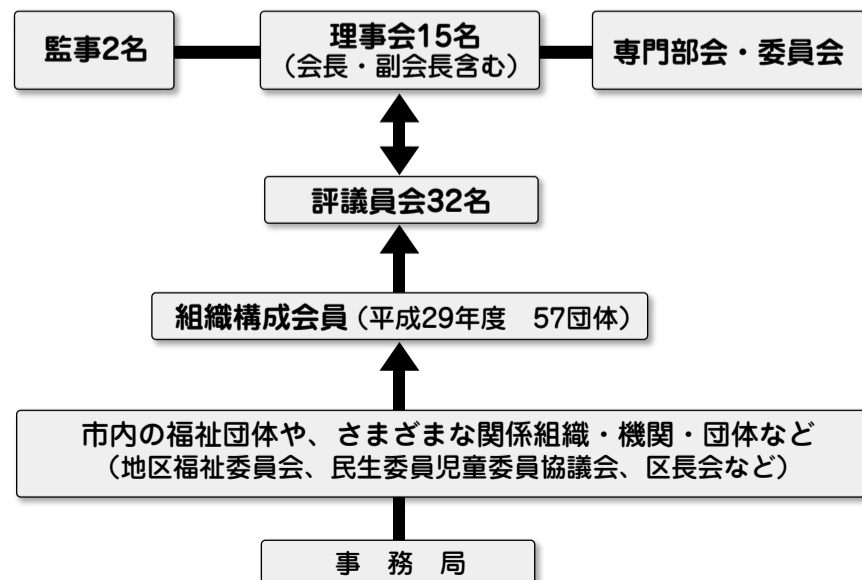 監事2名
理事会15名
（会長・副会長含む）
専門部会・委員会
評議員会32名
組織構成会員（平成29年度　57団体）
市内の福祉団体や、さまざまな関係組織・機関・団体など
（地区福祉委員会、民生委員児童委員協議会、区長会など）
事　務　局